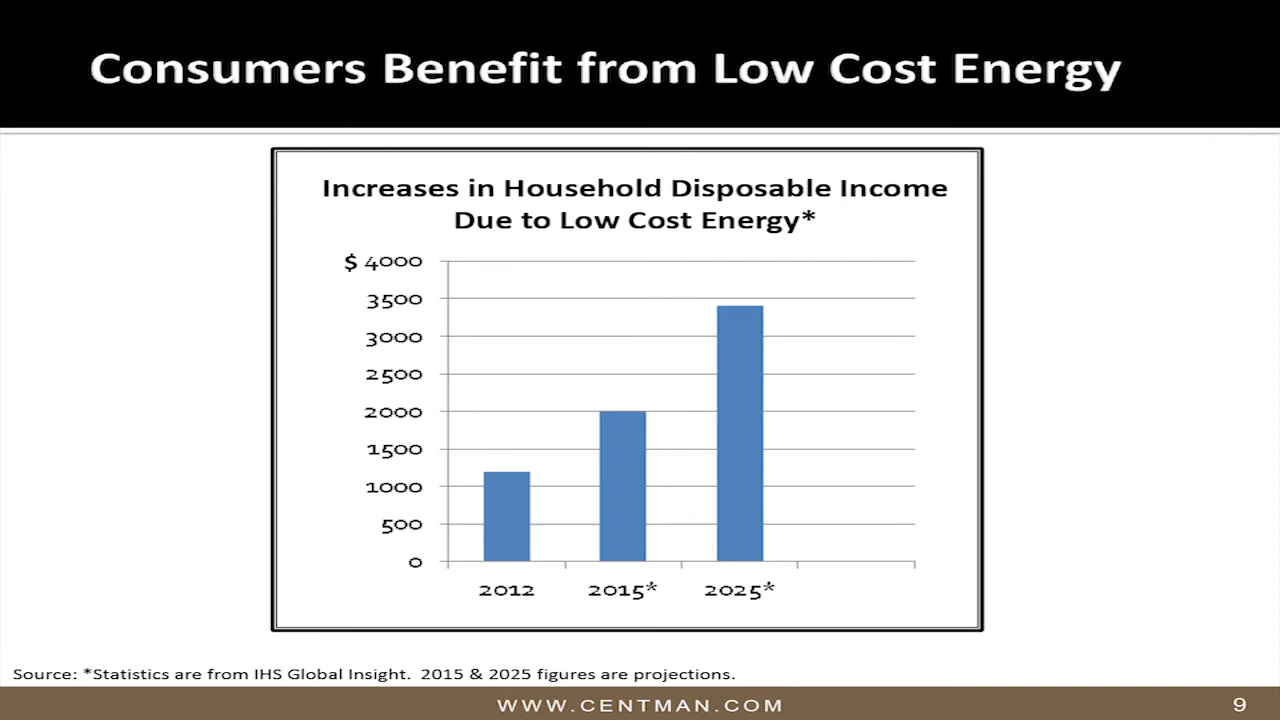 Consumers Benefit from Low Cost Energy
Increases in Household Disposable Income
Due to Low Cost Energy*
$ 4000
3500
3000
2500
2000
1500
1000
500
0
2012 2015* 2025*
Source: *Statistics are from IHS Global Insight. 2015 & 2025 figures are projections.
WWW.CENTMAN.COM 9